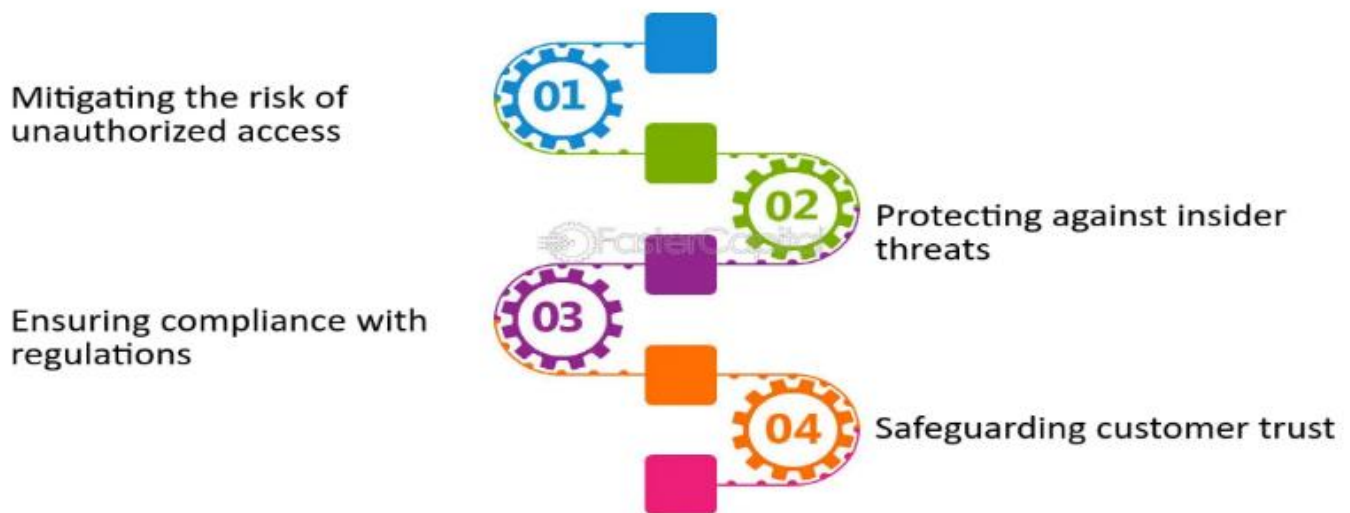 01
Mitigating the risk of
unauthorized access
02
Protecting against insider
threats
FasterCapital
03
Ensuring compliance with
regulations
04
Safeguarding customer trust